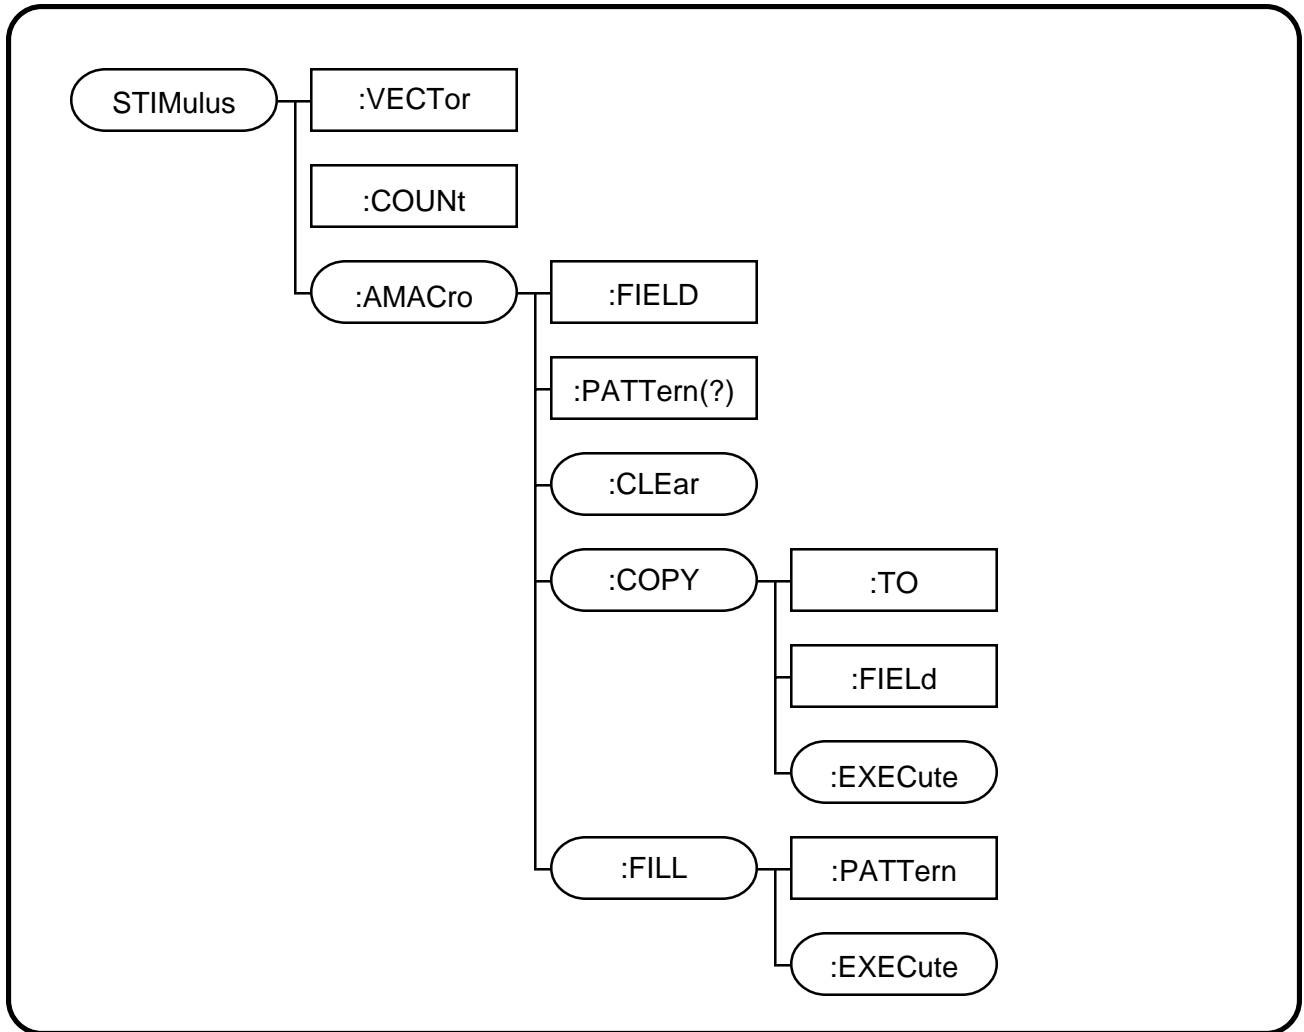 STIMulus
:VECTor
:COUNt
:AMACro
:FIELD
:PATTern(?)
:CLEar
:COPY
:TO
:FIELd
:EXECute
:FILL
:PATTern
:EXECute